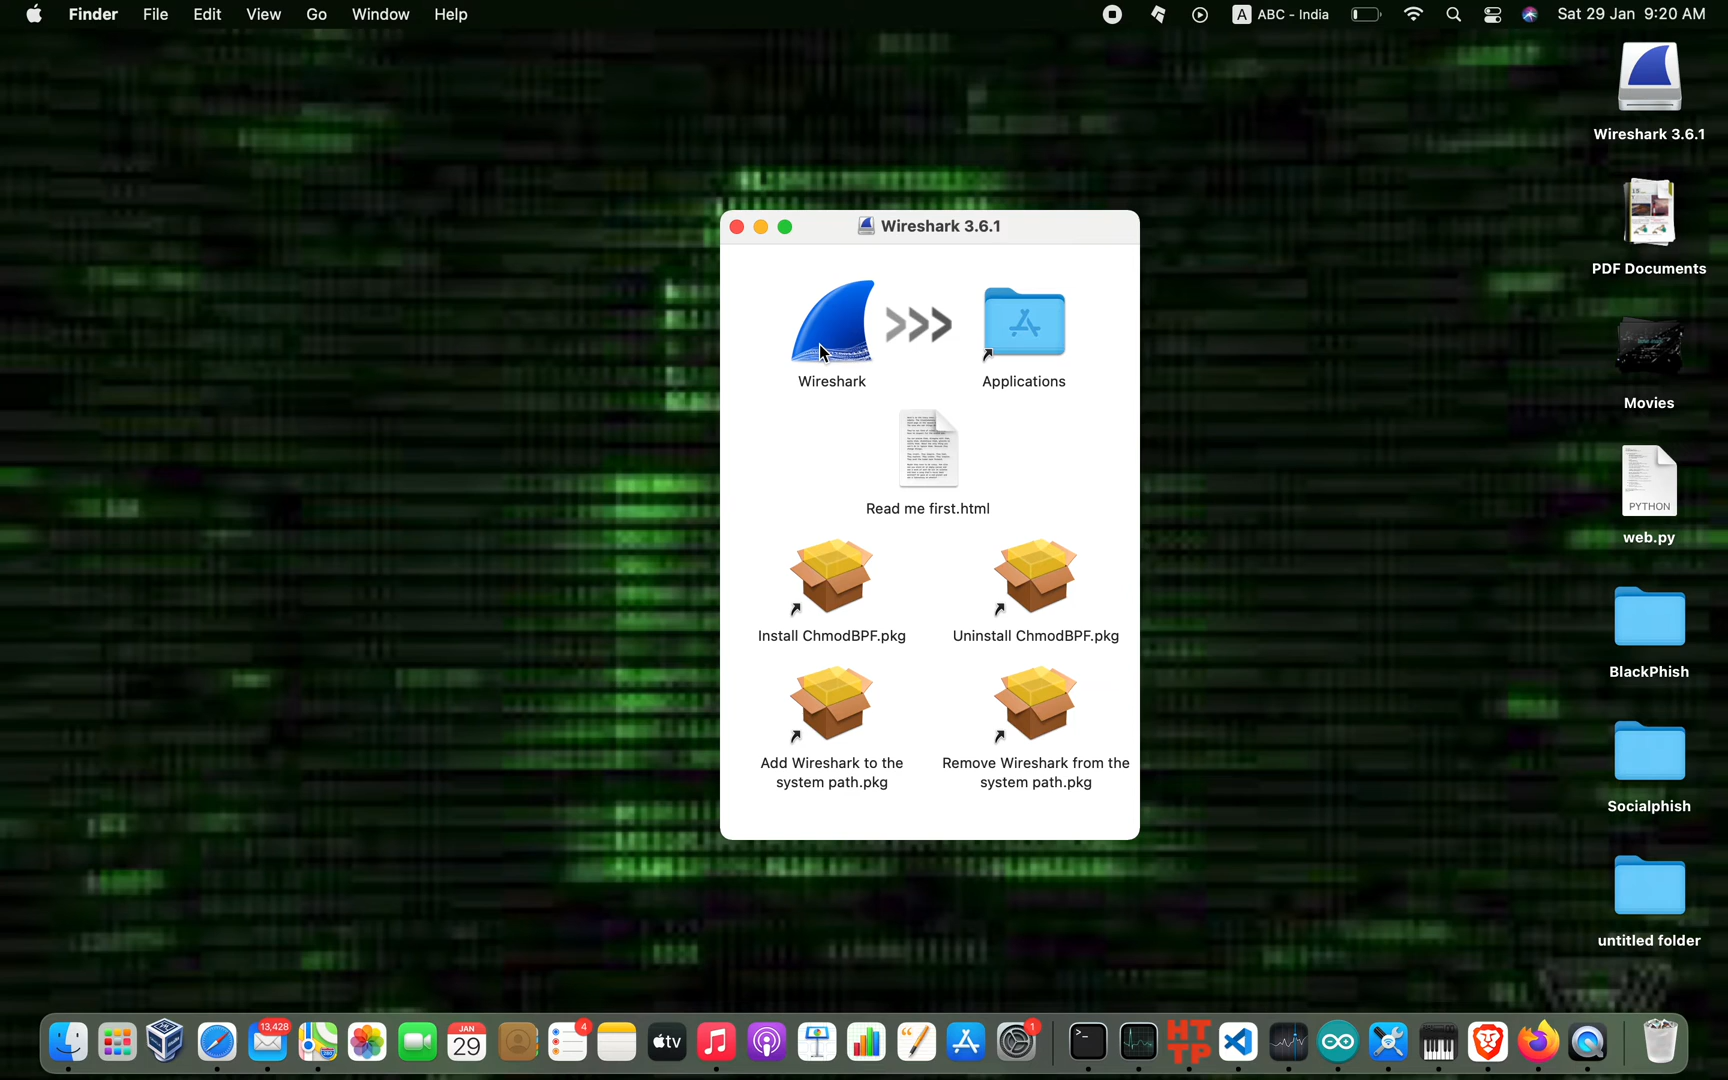 Finder File Edit View Go Window Help
A ABC - India Sat 29 Jan 9:20 AM
Wireshark 3.6.1
Wireshark
Applications
Read me first.html
Install ChmodBPF.pkg
Uninstall ChmodBPF.pkg
Add Wireshark to the
system path.pkg
Remove Wireshark from the
system path.pkg
Wireshark 3.6.1
PDF Documents
Movies
PYTHON
web.py
BlackPhish
Socialphish
untitled folder
13,428
JAN
29
4
tv
1
HT
TP